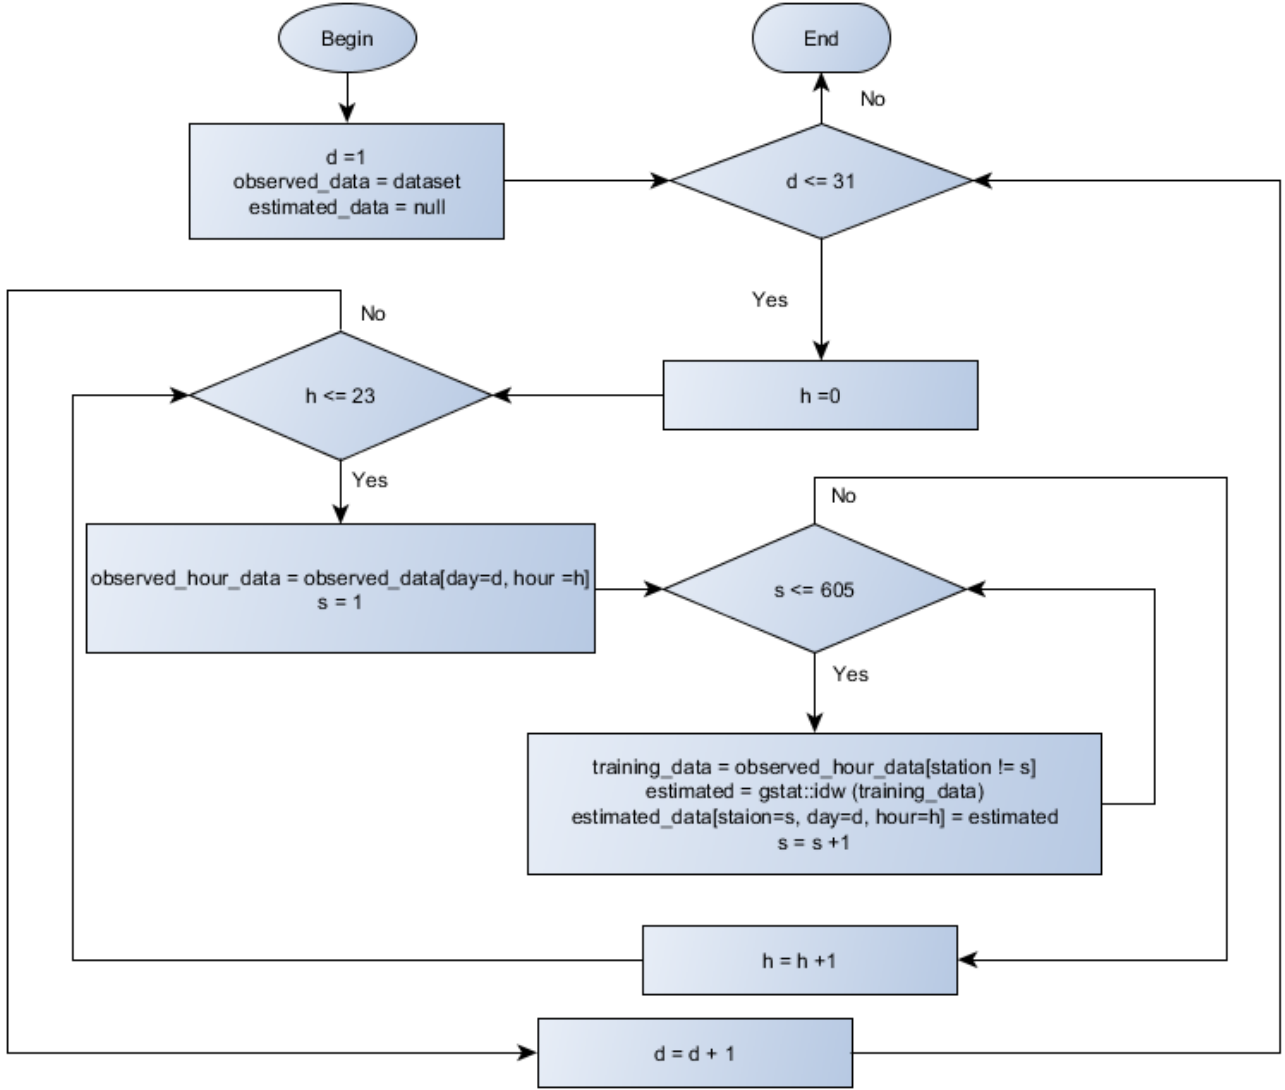 Begin
End
No
d =1
observed_data = dataset
estimated_data = null
d <= 31
Yes
No
h <= 23
h =0
Yes
No
observed_hour_data = observed_data[day=d, hour =h]
s = 1
s <= 605
Yes
training_data = observed_hour_data[station != s]
estimated = gstat::idw (training_data)
estimated_data[staion=s, day=d, hour=h] = estimated
s = s +1
h = h +1
d = d + 1